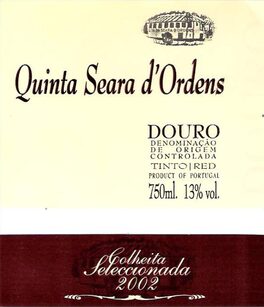 Quinta Seara d'Ordens
DOURO
DENOMINAÇÃO
DE ORIGEM
CONTROLADA
TINTO|RED
PRODUCT OF PORTUGAL
750ml. 13% vol.
Colheita
Seleccionada
2002